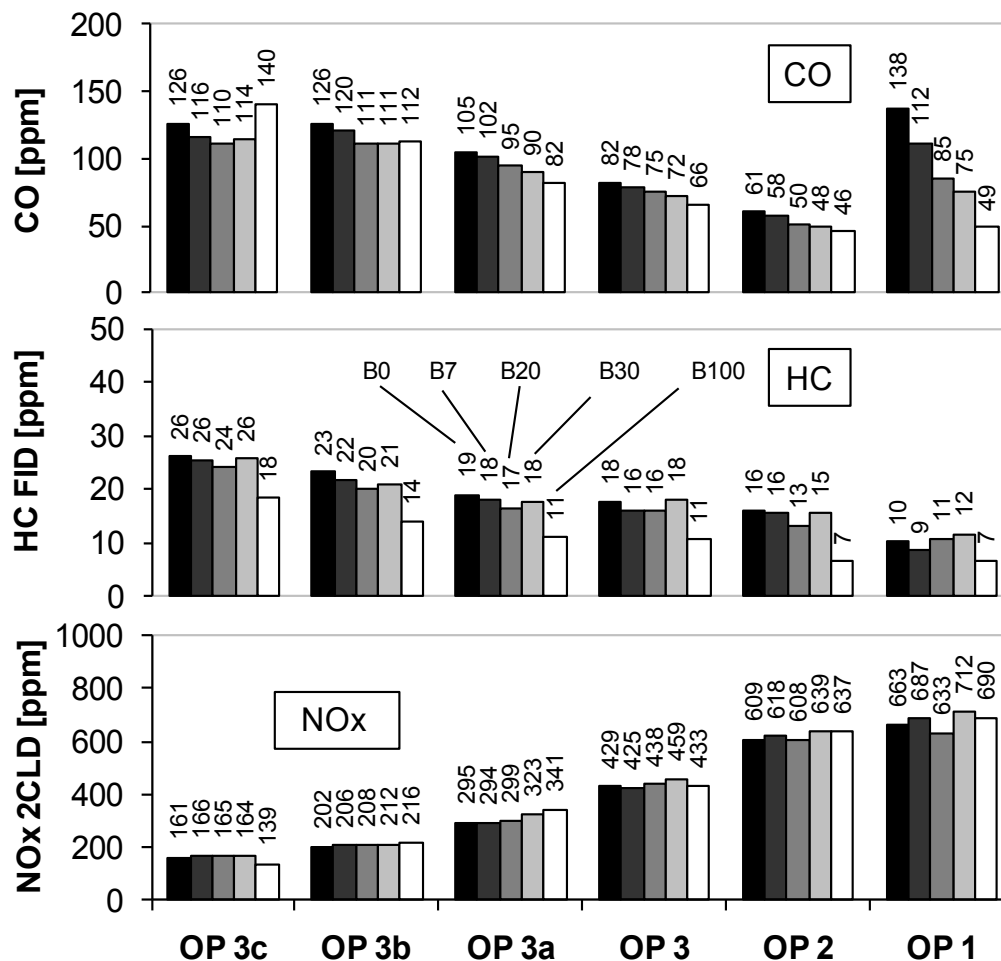 CO [ppm]
200
150
100
50
0
CO
126 116 110 114 140
126 120 111 111 112
105 102 95 90 82
82 78 75 72 66
61 58 50 48 46
138 112 85 75 49
HC FID [ppm]
50
40
30
20
10
0
HC
B0 B7 B20 B30 B100
26 26 24 26 18
23 22 20 21 14
19 18 17 18 11
18 16 16 18 11
16 16 13 15 7
10 9 11 12 7
NOx 2CLD [ppm]
1000
800
600
400
200
0
NOx
161 166 165 164 139
202 206 208 212 216
295 294 299 323 341
429 425 438 459 433
609 618 608 639 637
663 687 633 712 690
OP 3c OP 3b OP 3a OP 3 OP 2 OP 1